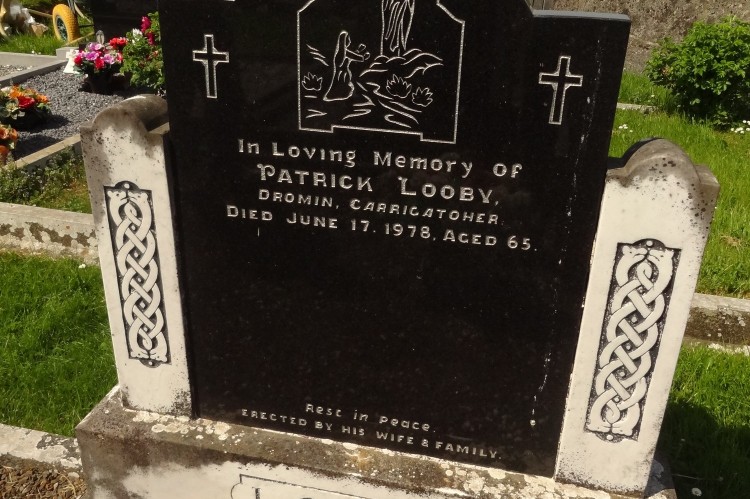 In Loving Memory of
PATRICK LOOBY,
DROMIN, CARRIGATOHER.
DIED JUNE 17. 1978, AGED 65.
Rest in Peace.
ERECTED BY HIS WIFE & FAMILY.